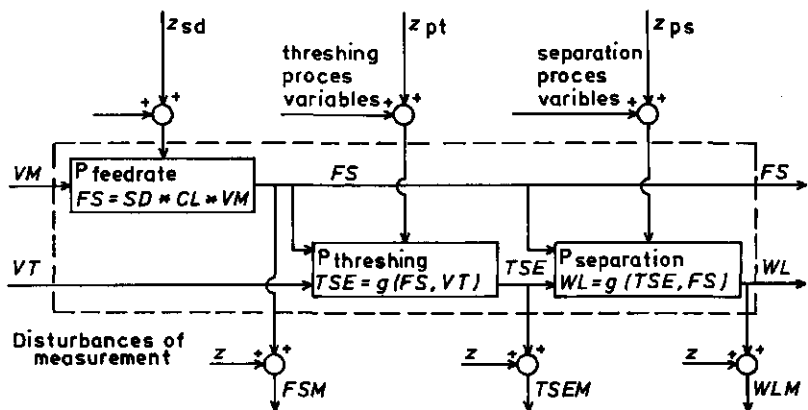 z sd
z pt
z ps
threshing
proces
variables
separation
proces
varibles
+ +
+ +
+ +
VM
P feedrate
FS = SD * CL * VM
FS
FS
VT
P threshing
TSE = g (FS, VT)
TSE
P separation
WL = g (TSE, FS)
WL
Disturbances of
measurement
z + +
z + +
z + +
FSM
TSEM
WLM